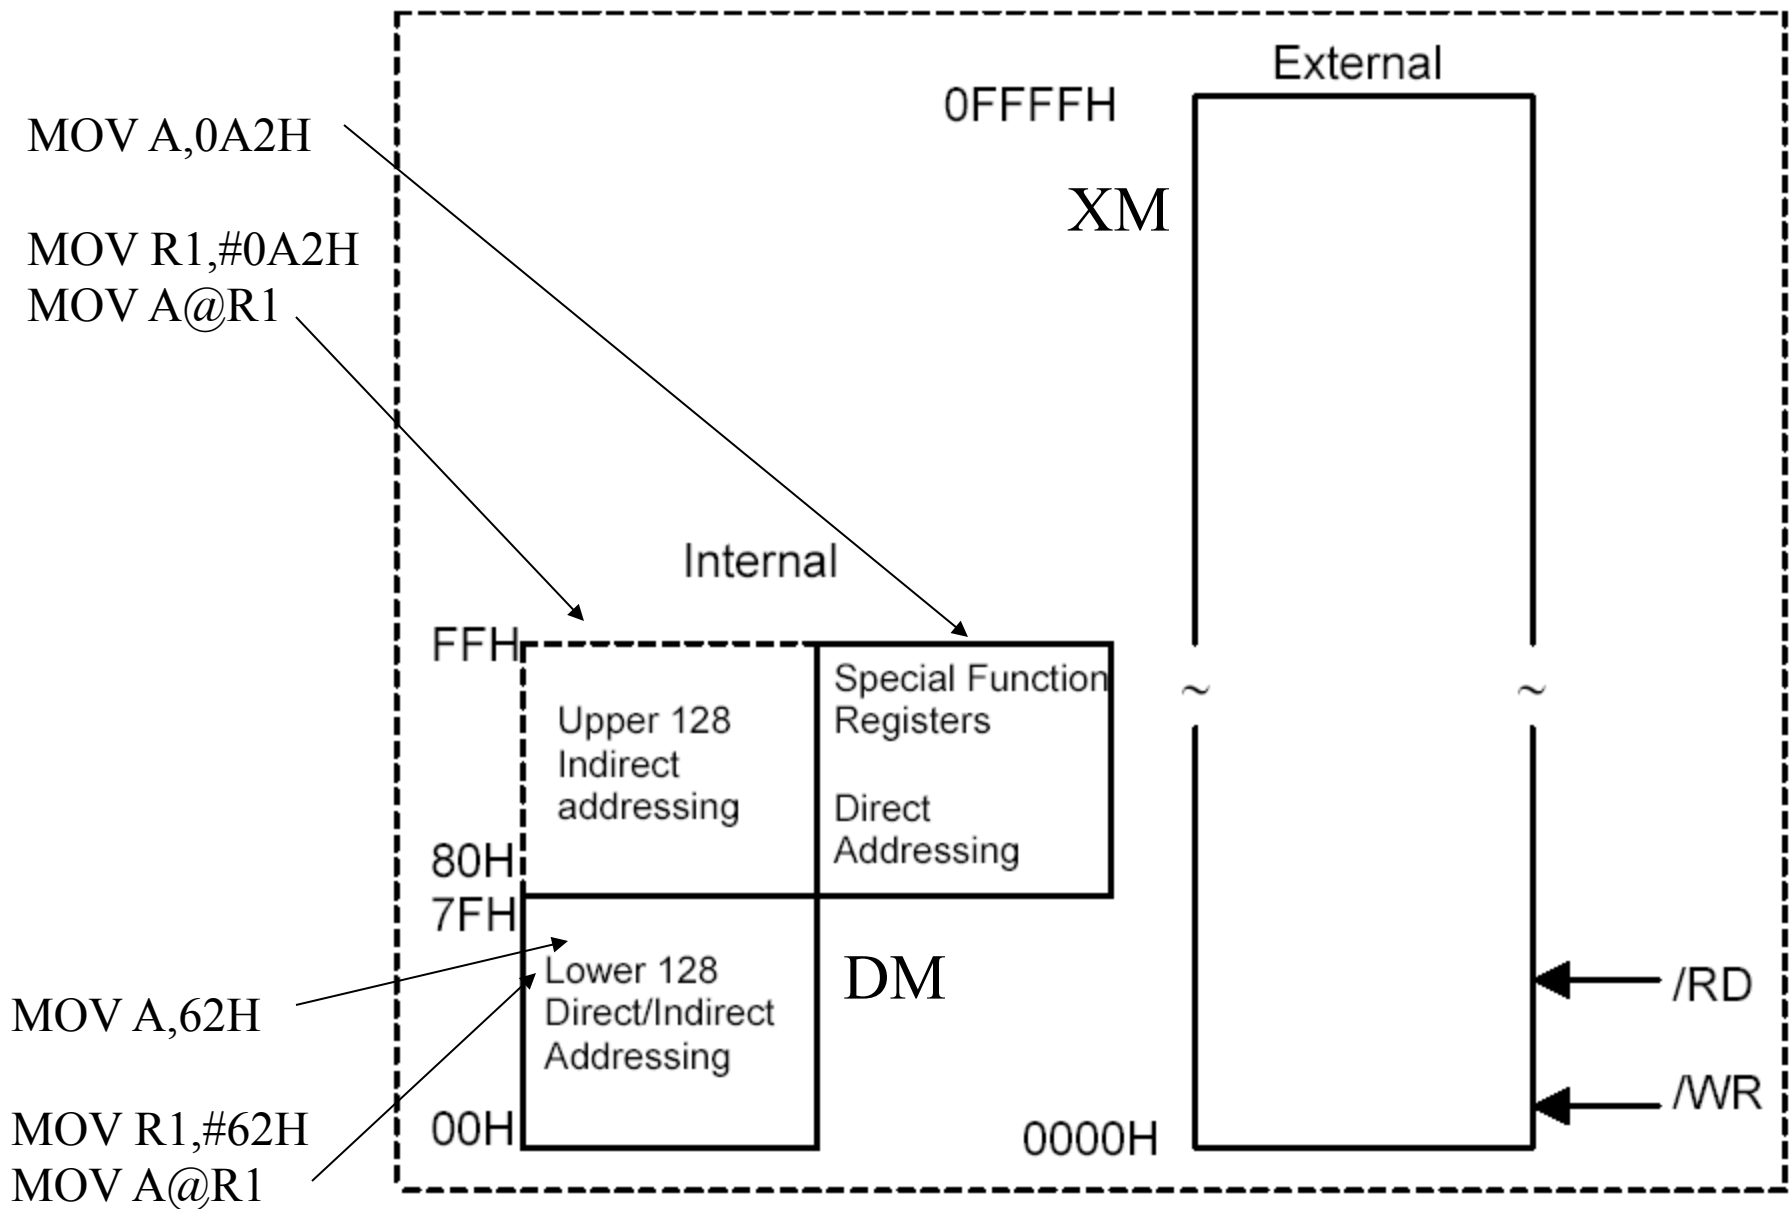 External
0FFFFH
MOV A,0A2H
XM
MOV R1,#0A2H
MOV A@R1
Internal
FFH
Special Function
Registers
Direct
Addressing
Upper 128
Indirect
addressing
~
~
80H
7FH
Lower 128
Direct/Indirect
Addressing
DM
MOV A,62H
/RD
/WR
MOV R1,#62H
MOV A@R1
00H
0000H